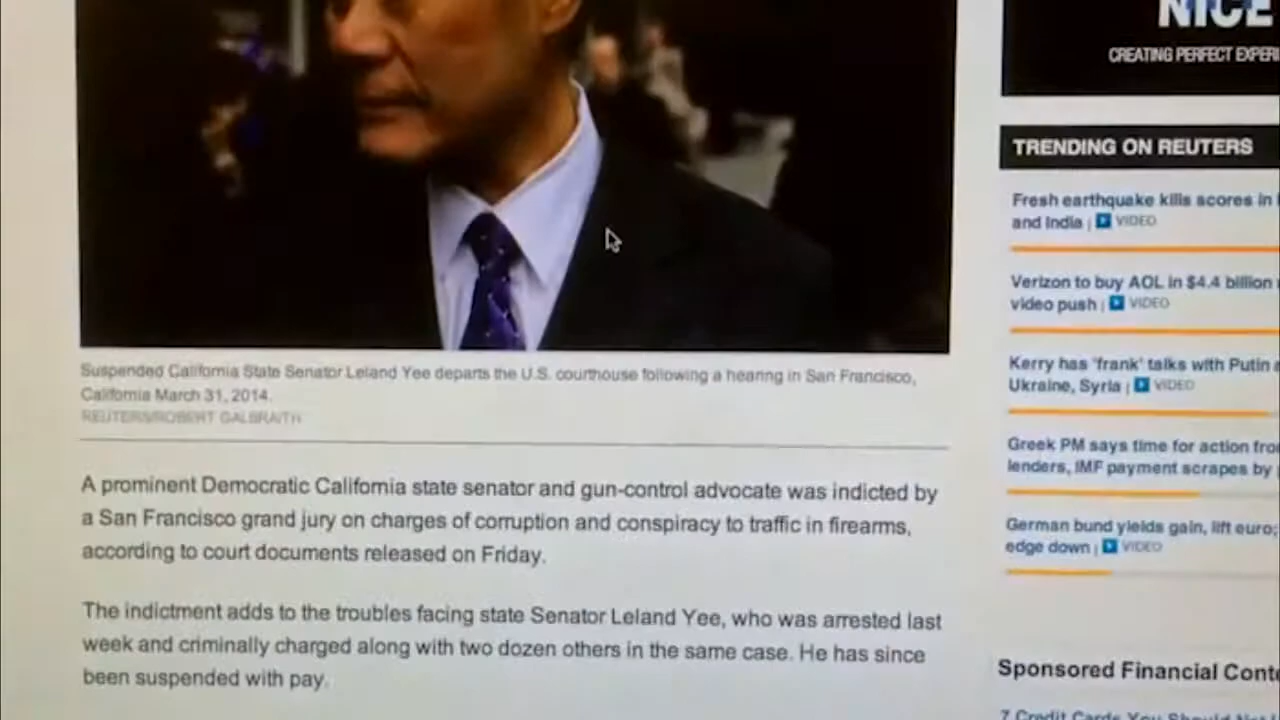 NICE
CREATING PERFECT
TRENDING ON REUTERS
Fresh earthquake kills scores in
and India | VIDEO
Verizon to buy AOL in $4.4 billion
video push | VIDEO
Kerry has 'frank' talks with Putin
Ukraine, Syria | VIDEO
Greek PM says time for action
lenders, IMF payment scrapes by
German bund yields gain, lift euro;
edge down | VIDEO
Sponsored Financial
7 Credit Cards You Should
Suspended California State Senator Leland Yee departs the U.S. courthouse following a hearing in San Francisco,
California March 31, 2014.
REUTERS/ROBERT GALBRAITH
A prominent Democratic California state senator and gun-control advocate was indicted by
a San Francisco grand jury on charges of corruption and conspiracy to traffic in firearms,
according to court documents released on Friday.
The indictment adds to the troubles facing state Senator Leland Yee, who was arrested last
week and criminally charged along with two dozen others in the same case. He has since
been suspended with pay.